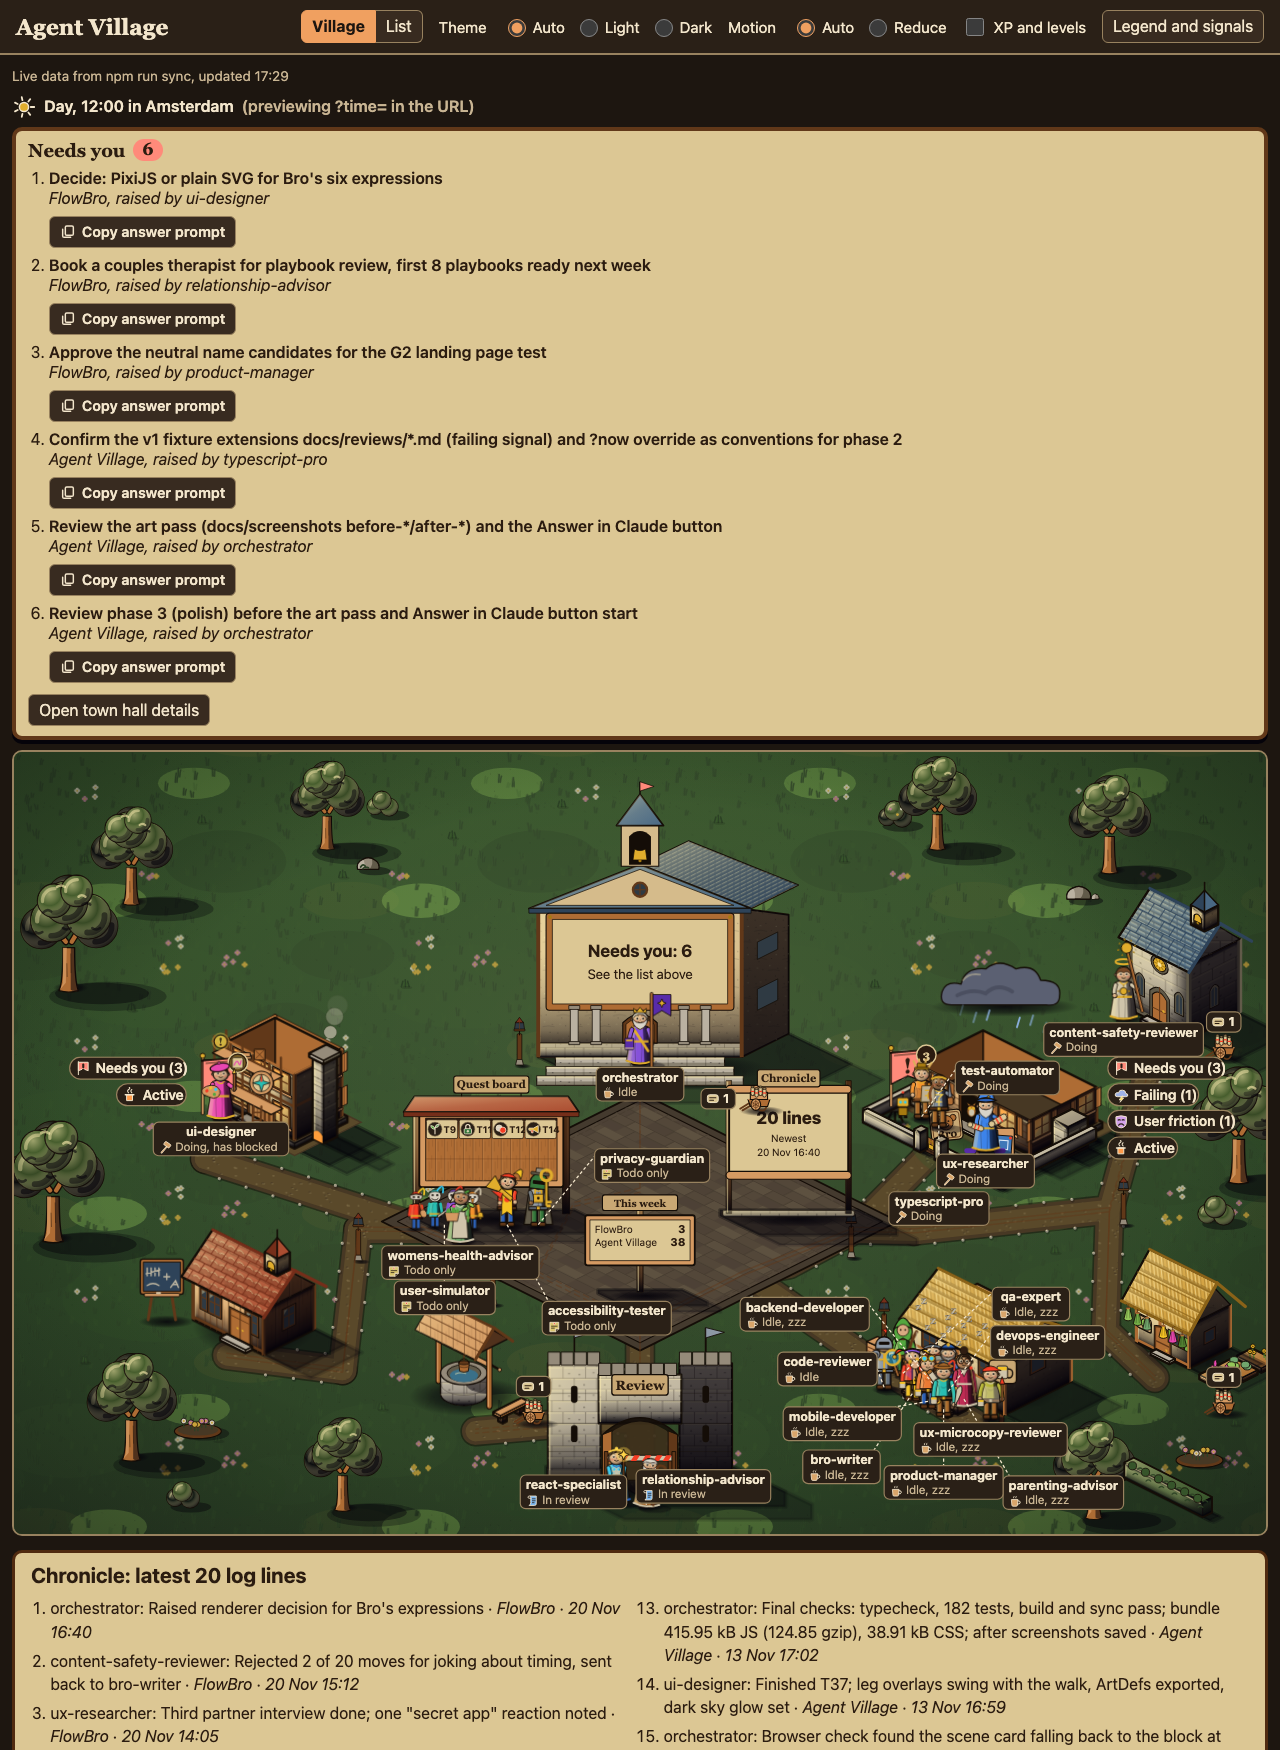 Agent Village
Village List Theme Auto Light Dark Motion Auto Reduce XP and levels Legend and signals
Live data from npm run sync, updated 17:29
Day, 12:00 in Amsterdam (previewing ?time= in the URL)
Needs you 6
1. Decide: PixiJS or plain SVG for Bro's six expressions
FlowBro, raised by ui-designer
Copy answer prompt
2. Book a couples therapist for playbook review, first 8 playbooks ready next week
FlowBro, raised by relationship-advisor
Copy answer prompt
3. Approve the neutral name candidates for the G2 landing page test
FlowBro, raised by product-manager
Copy answer prompt
4. Confirm the v1 fixture extensions docs/reviews/*.md (failing signal) and ?now override as conventions for phase 2
Agent Village, raised by typescript-pro
Copy answer prompt
5. Review the art pass (docs/screenshots before-*/after-*) and the Answer in Claude button
Agent Village, raised by orchestrator
Copy answer prompt
6. Review phase 3 (polish) before the art pass and Answer in Claude button start
Agent Village, raised by orchestrator
Copy answer prompt
Open town hall details
Needs you: 6
See the list above
content-safety-reviewer
Doing
1
Needs you (3)
Active
ui-designer
Doing, has blocked
Quest board
T9 T11 T12 T14
orchestrator
Idle
1
Chronicle
20 lines
Newest
20 Nov 16:40
3
test-automator
Doing
ux-researcher
Doing
typescript-pro
Doing
Needs you (3)
Failing (1)
User friction (1)
Active
privacy-guardian
Todo only
This week
FlowBro 3
Agent Village 38
womens-health-advisor
Todo only
user-simulator
Todo only
accessibility-tester
Todo only
backend-developer
Idle, zzz
qa-expert
Idle, zzz
devops-engineer
Idle, zzz
code-reviewer
Idle
1
Review
1
mobile-developer
Idle, zzz
ux-microcopy-reviewer
Idle, zzz
bro-writer
Idle, zzz
product-manager
Idle, zzz
parenting-advisor
Idle, zzz
react-specialist
In review
relationship-advisor
In review
Chronicle: latest 20 log lines
1. orchestrator: Raised renderer decision for Bro's expressions · FlowBro · 20 Nov
16:40
2. content-safety-reviewer: Rejected 2 of 20 moves for joking about timing, sent
back to bro-writer · FlowBro · 20 Nov 15:12
3. ux-researcher: Third partner interview done; one "secret app" reaction noted ·
FlowBro · 20 Nov 14:05
13. orchestrator: Final checks: typecheck, 182 tests, build and sync pass; bundle
415.95 kB JS (124.85 gzip), 38.91 kB CSS; after screenshots saved · Agent
Village · 13 Nov 17:02
14. ui-designer: Finished T37; leg overlays swing with the walk, ArtDefs exported,
dark sky glow set · Agent Village · 13 Nov 16:59
15. orchestrator: Browser check found the scene card falling back to the block at